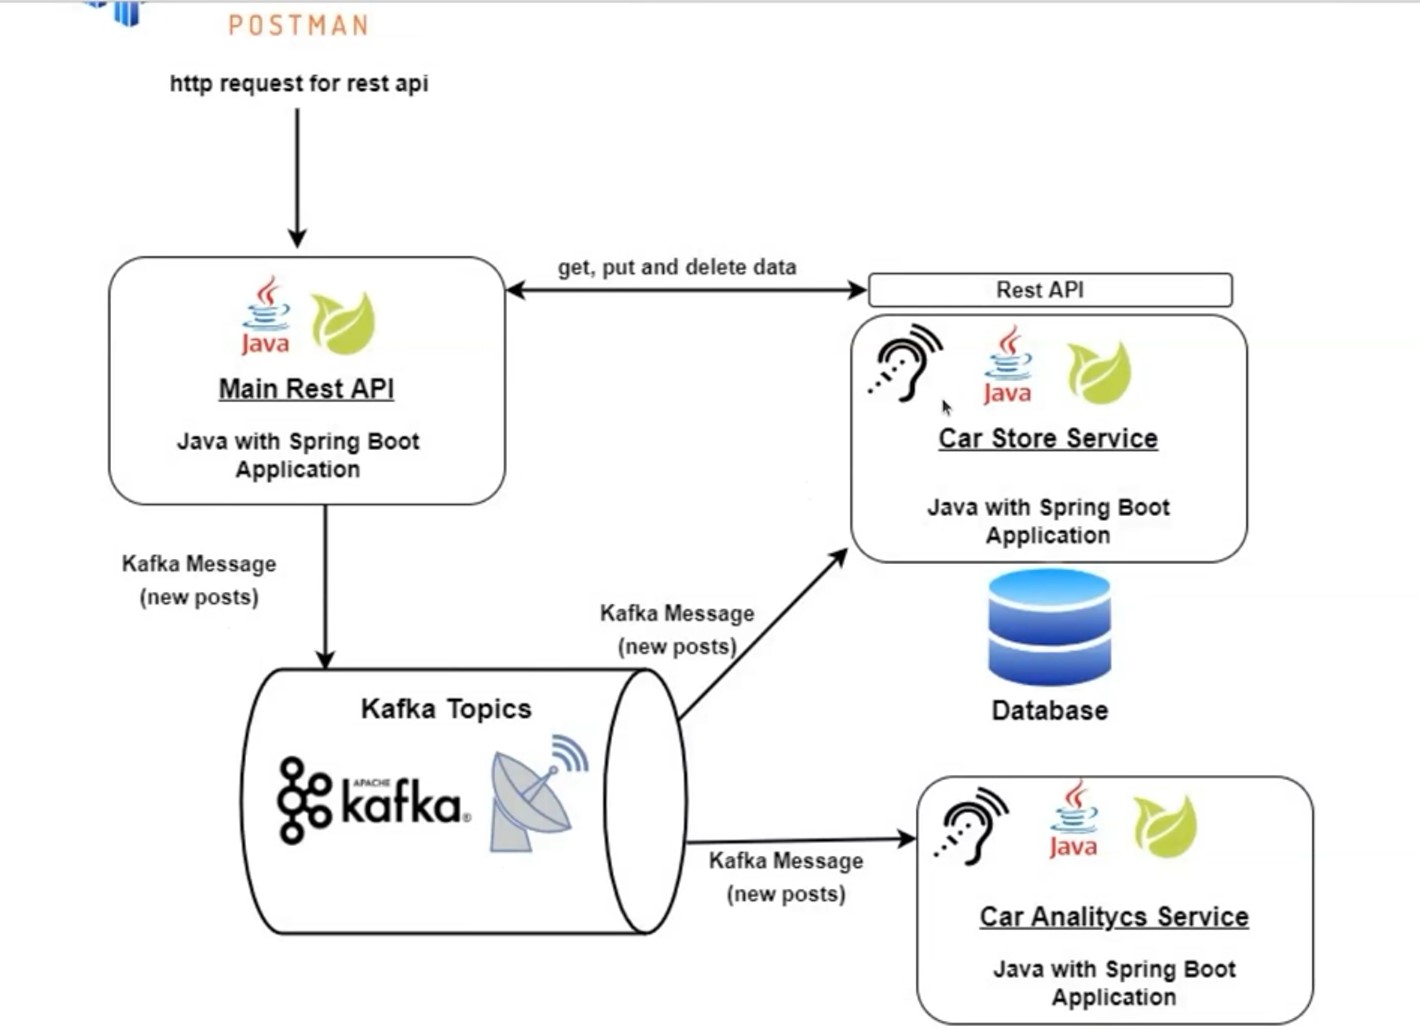 POSTMAN
http request for rest api
get, put and delete data
Rest API
Java
Main Rest API
Java with Spring Boot
Application
Java
Car Store Service
Java with Spring Boot
Application
Kafka Message
(new posts)
Kafka Message
(new posts)
Database
Kafka Topics
APACHE
kafka®
Kafka Message
(new posts)
Java
Car Analitycs Service
Java with Spring Boot
Application